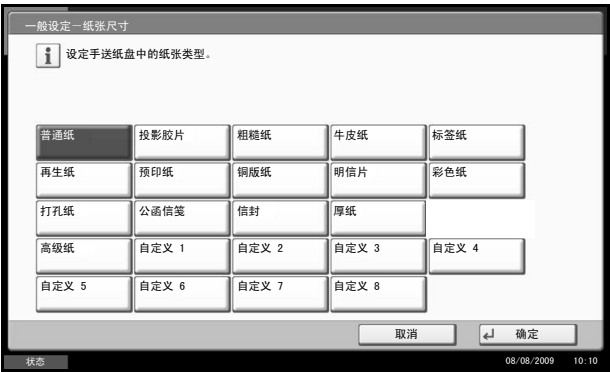 一般设定－纸张尺寸
设定手送纸盘中的纸张类型。
普通纸 投影胶片 粗糙纸 牛皮纸 标签纸
再生纸 预印纸 铜版纸 明信片 彩色纸
打孔纸 公函信笺 信封 厚纸
高级纸 自定义 1 自定义 2 自定义 3 自定义 4
自定义 5 自定义 6 自定义 7 自定义 8
取消 确定
状态 08/08/2009 10:10